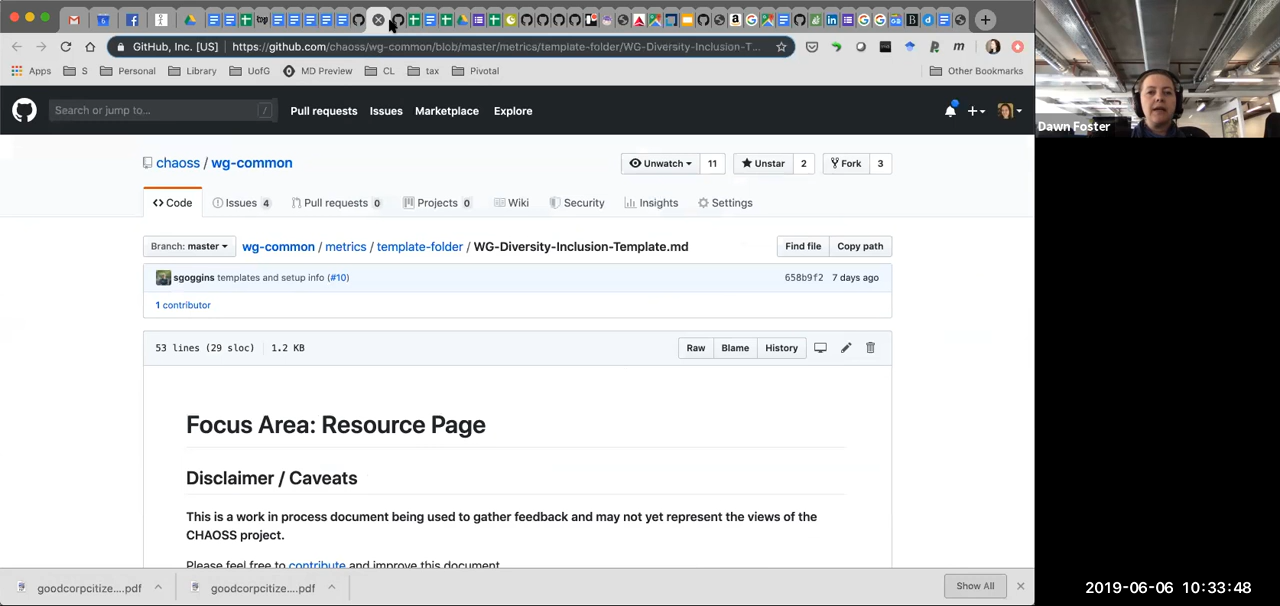 GitHub, Inc. [US]
https://github.com/chaoss/wg-common/blob/master/metrics/template-folder/WG-Diversity-Inclusion-T...
Apps S Personal Library UofG MD Preview CL tax Pivotal Other Bookmarks
Search or jump to... / Pull requests Issues Marketplace Explore
chaoss / wg-common
Unwatch 11 Unstar 2 Fork 3
Code Issues 4 Pull requests 0 Projects 0 Wiki Security Insights Settings
Branch: master wg-common / metrics / template-folder / WG-Diversity-Inclusion-Template.md Find file Copy path
sgoggins templates and setup info (#10) 658b9f2 7 days ago
1 contributor
53 lines (29 sloc) 1.2 KB Raw Blame History
Focus Area: Resource Page
Disclaimer / Caveats
This is a work in process document being used to gather feedback and may not yet represent the views of the
CHAOSS project.
Please feel free to contribute and improve this document
goodcorpcitize....pdf goodcorpcitize....pdf Show All
Dawn Foster
2019-06-06 10:33:48